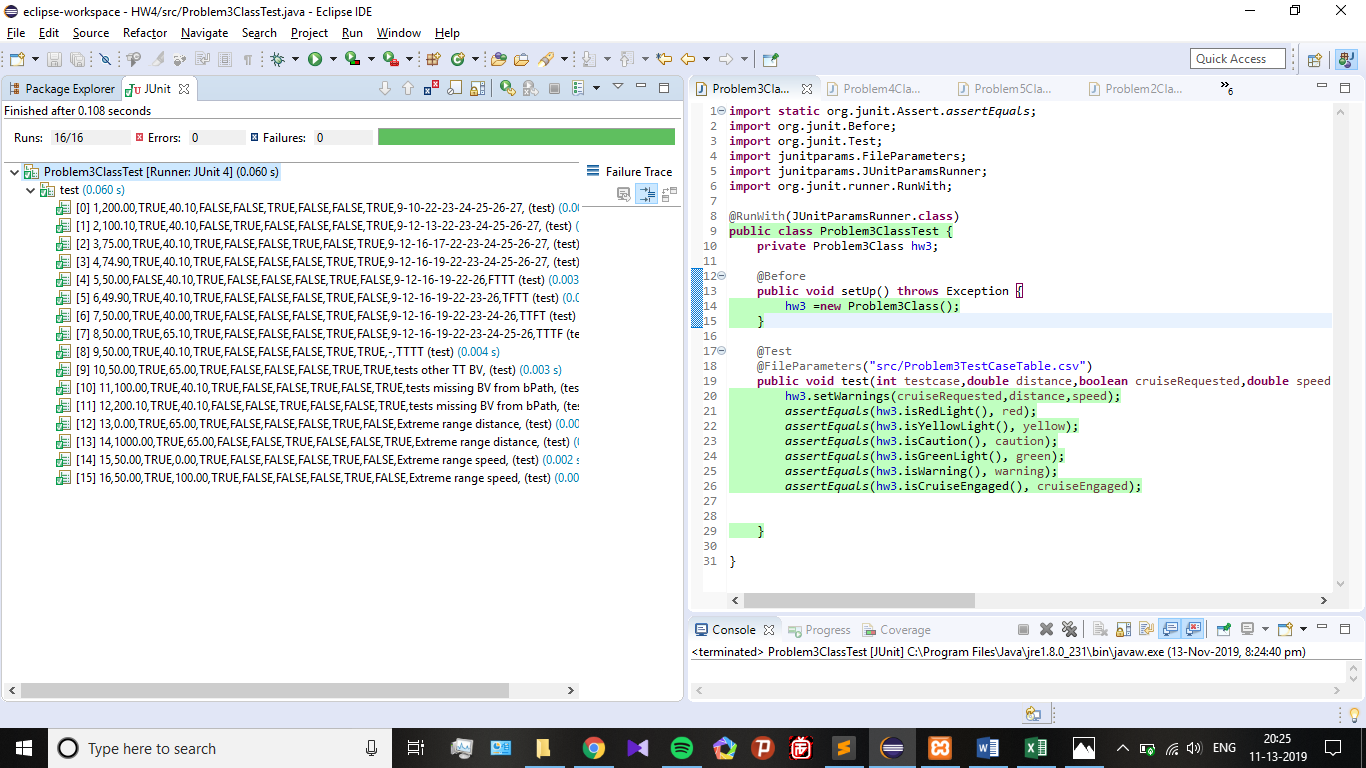 eclipse-workspace - HW4/src/Problem3ClassTest.java - Eclipse IDE
File Edit Source Refactor Navigate Search Project Run Window Help
Quick Access
Package Explorer JUnit
Finished after 0.108 seconds
Runs: 16/16 Errors: 0 Failures: 0
Problem3ClassTest [Runner: JUnit 4] (0.060 s)
test (0.060 s)
[0] 1,200.00,TRUE,40.10,FALSE,FALSE,TRUE,FALSE,FALSE,TRUE,9-10-22-23-24-25-26-27, (test) (0.00
[1] 2,100.10,TRUE,40.10,FALSE,TRUE,TRUE,FALSE,FALSE,TRUE,9-12-13-22-23-24-25-26-27, (test) (
[2] 3,75.00,TRUE,40.10,TRUE,FALSE,FALSE,TRUE,FALSE,TRUE,9-12-16-17-22-23-24-25-26-27, (test)
[3] 4,74.90,TRUE,40.10,TRUE,FALSE,FALSE,FALSE,TRUE,TRUE,9-12-16-19-22-23-24-25-26-27, (test)
[4] 5,50.00,FALSE,40.10,TRUE,FALSE,FALSE,FALSE,TRUE,FALSE,9-12-16-19-22-26,FTTT (test) (0.003
[5] 6,49.90,TRUE,40.10,TRUE,FALSE,FALSE,FALSE,TRUE,FALSE,9-12-16-19-22-23-26,TFTT (test) (0.0
[6] 7,50.00,TRUE,40.00,TRUE,FALSE,FALSE,FALSE,TRUE,FALSE,9-12-16-19-22-23-24-26,TTFT (test)
[7] 8,50.00,TRUE,65.10,TRUE,FALSE,FALSE,FALSE,TRUE,FALSE,9-12-16-19-22-23-24-25-26,TTTF (te
[8] 9,50.00,TRUE,40.10,TRUE,FALSE,FALSE,FALSE,TRUE,TRUE,-,TTTT (test) (0.004 s)
[9] 10,50.00,TRUE,65.00,TRUE,FALSE,FALSE,FALSE,TRUE,TRUE,tests other TT BV, (test) (0.003 s)
[10] 11,100.00,TRUE,40.10,TRUE,FALSE,FALSE,TRUE,FALSE,TRUE,tests missing BV from bPath, (tes
[11] 12,200.10,TRUE,40.10,FALSE,FALSE,TRUE,FALSE,FALSE,TRUE,tests missing BV from bPath, (tes
[12] 13,0.00,TRUE,65.00,TRUE,FALSE,FALSE,FALSE,TRUE,FALSE,Extreme range distance, (test) (0.00
[13] 14,1000.00,TRUE,65.00,FALSE,FALSE,TRUE,FALSE,FALSE,TRUE,Extreme range distance, (test) (
[14] 15,50.00,TRUE,0.00,TRUE,FALSE,FALSE,FALSE,TRUE,FALSE,Extreme range speed, (test) (0.002 s
[15] 16,50.00,TRUE,100.00,TRUE,FALSE,FALSE,FALSE,TRUE,FALSE,Extreme range speed, (test) (0.00
Failure Trace
Problem3Cla... Problem4Cla... Problem5Cla... Problem2Cla... »6
1 import static org.junit.Assert.assertEquals;
2 import org.junit.Before;
3 import org.junit.Test;
4 import junitparams.FileParameters;
5 import junitparams.JUnitParamsRunner;
6 import org.junit.runner.RunWith;
7
8 @RunWith(JUnitParamsRunner.class)
9 public class Problem3ClassTest {
10 private Problem3Class hw3;
11
12 @Before
13 public void setUp() throws Exception {
14 hw3 =new Problem3Class();
15 }
16
17 @Test
18 @FileParameters("src/Problem3TestCaseTable.csv")
19 public void test(int testcase,double distance,boolean cruiseRequested,double speed
20 hw3.setWarnings(cruiseRequested,distance,speed);
21 assertEquals(hw3.isRedLight(), red);
22 assertEquals(hw3.isYellowLight(), yellow);
23 assertEquals(hw3.isCaution(), caution);
24 assertEquals(hw3.isGreenLight(), green);
25 assertEquals(hw3.isWarning(), warning);
26 assertEquals(hw3.isCruiseEngaged(), cruiseEngaged);
27
28
29 }
30
31 }
Console Progress Coverage
<terminated> Problem3ClassTest [JUnit] C:\Program Files\Java\jre1.8.0_231\bin\javaw.exe (13-Nov-2019, 8:24:40 pm)
Type here to search
ENG
20:25
11-13-2019